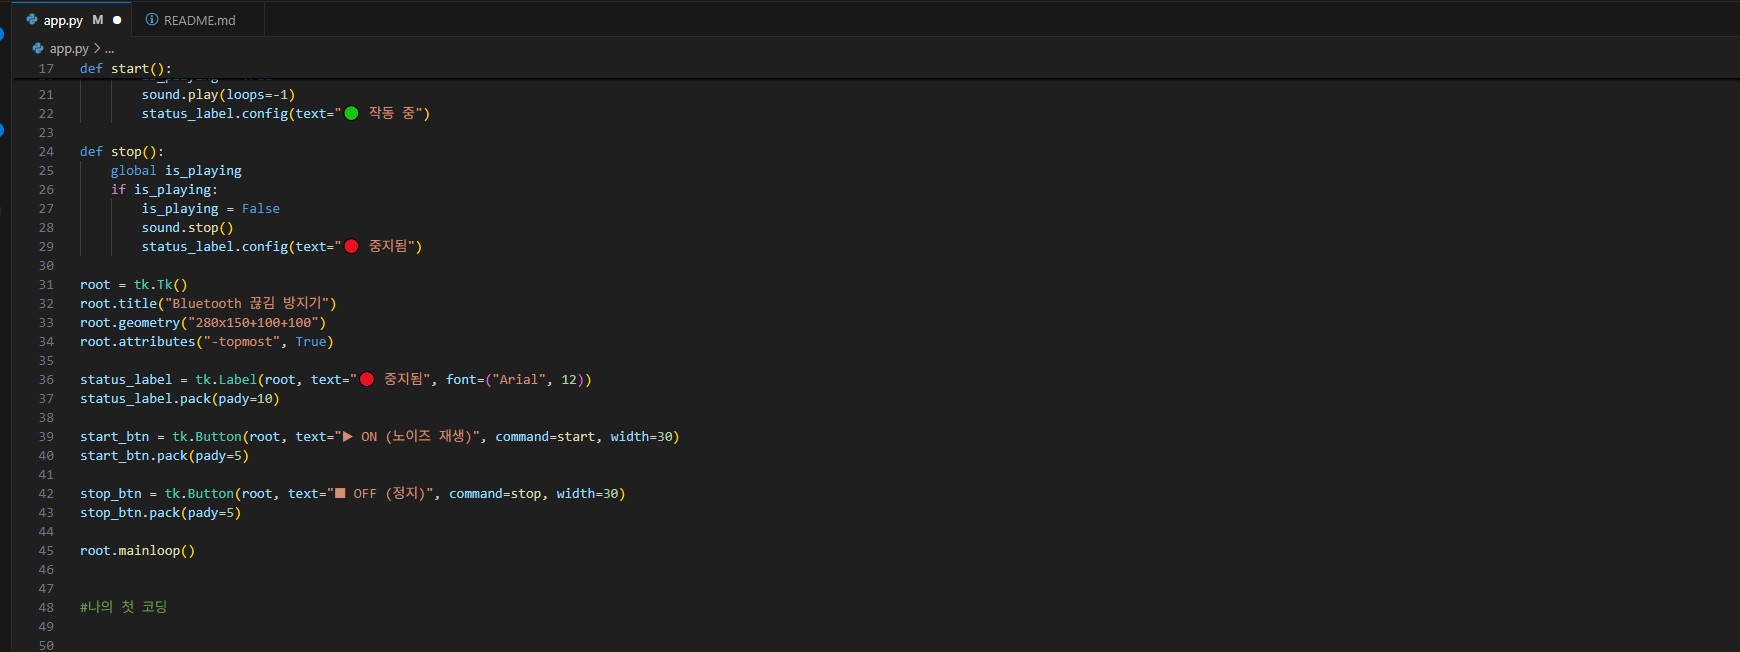 app.py M ● README.md
app.py > ...
17 def start():
21 sound.play(loops=-1)
22 status_label.config(text="🟢 작동 중")
23
24 def stop():
25 global is_playing
26 if is_playing:
27 is_playing = False
28 sound.stop()
29 status_label.config(text="🔴 중지됨")
30
31 root = tk.Tk()
32 root.title("Bluetooth 끊김 방지기")
33 root.geometry("280x150+100+100")
34 root.attributes("-topmost", True)
35
36 status_label = tk.Label(root, text="🔴 중지됨", font=("Arial", 12))
37 status_label.pack(pady=10)
38
39 start_btn = tk.Button(root, text="▶ ON (노이즈 재생)", command=start, width=30)
40 start_btn.pack(pady=5)
41
42 stop_btn = tk.Button(root, text="■ OFF (정지)", command=stop, width=30)
43 stop_btn.pack(pady=5)
44
45 root.mainloop()
46
47
48 #나의 첫 코딩
49
50